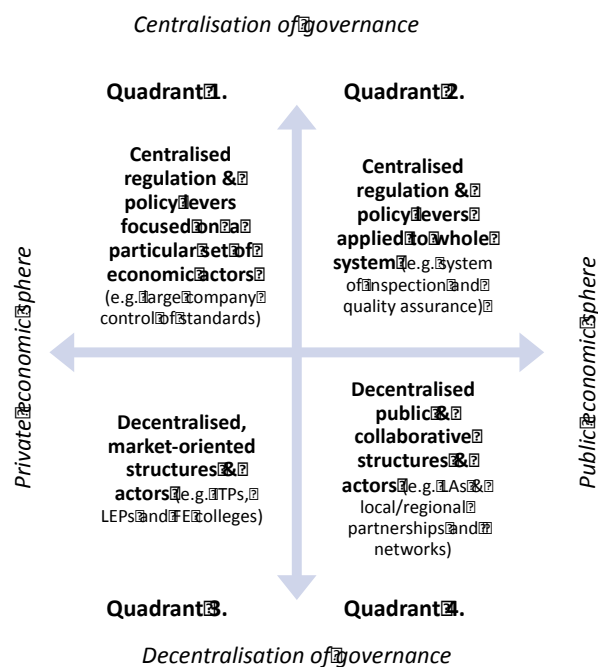 Centralisation of governance
Quadrant 1.
Quadrant 2.
Centralised
regulation &
policy levers
focused on a
particular set of
economic actors
(e.g. large company
control of standards)
Centralised
regulation &
policy levers
applied to whole
system (e.g. system
of inspection and
quality assurance)
Private economic sphere
Public economic sphere
Decentralised,
market-oriented
structures &
actors (e.g. ITPs,
LEPs and FE colleges)
Decentralised
public &
collaborative
structures &
actors (e.g. LAs &
local/regional
partnerships and
networks)
Quadrant 3.
Quadrant 4.
Decentralisation of governance